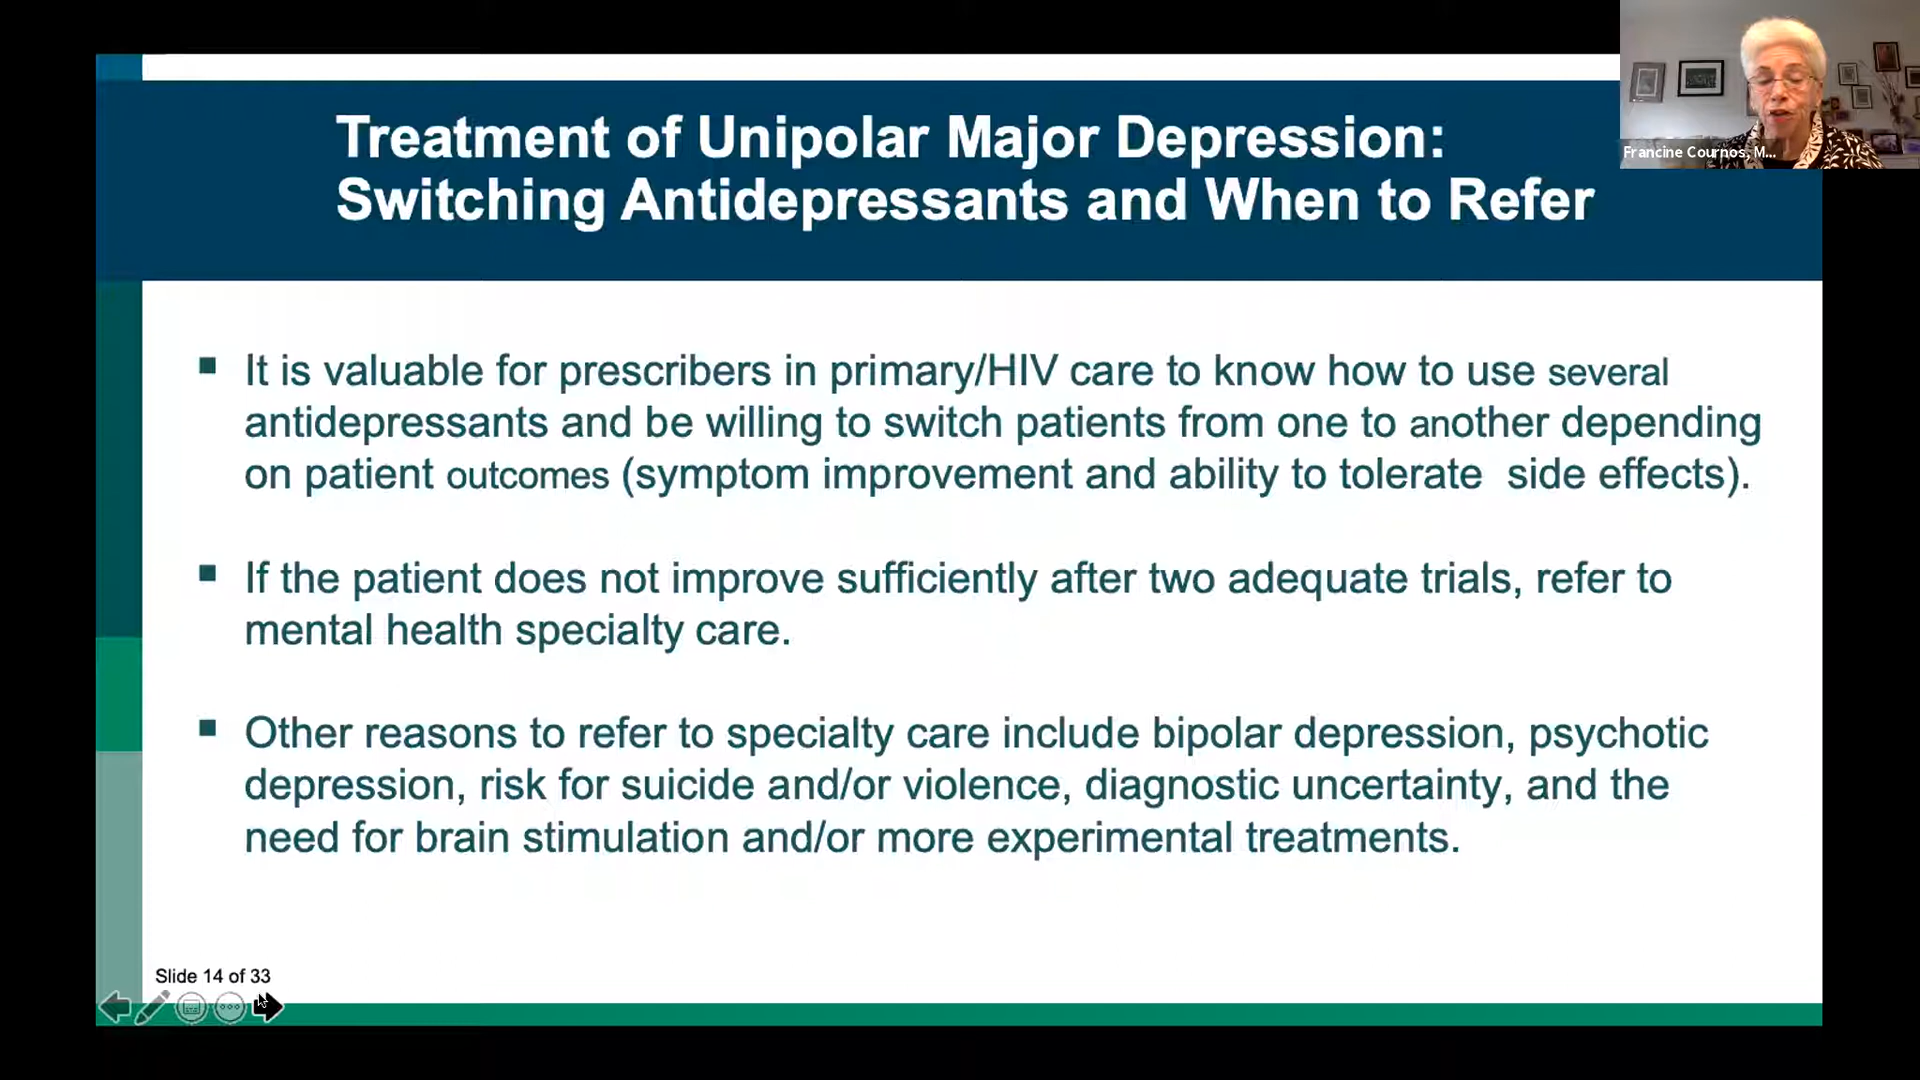 Treatment of Unipolar Major Depression:
Switching Antidepressants and When to Refer
Francine Cournos, M...
It is valuable for prescribers in primary/HIV care to know how to use several
antidepressants and be willing to switch patients from one to another depending
on patient outcomes (symptom improvement and ability to tolerate  side effects).
If the patient does not improve sufficiently after two adequate trials, refer to
mental health specialty care.
Other reasons to refer to specialty care include bipolar depression, psychotic
depression, risk for suicide and/or violence, diagnostic uncertainty, and the
need for brain stimulation and/or more experimental treatments.
Slide 14 of 33